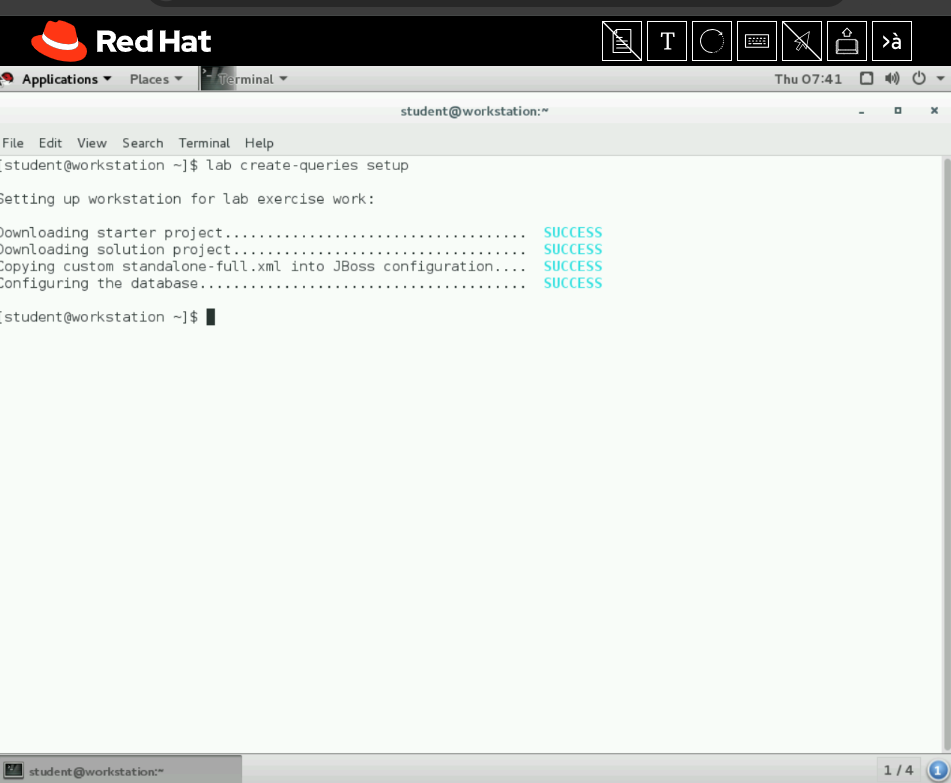 Red Hat
T
>à
Applications Places Terminal Thu 07:41
student@workstation:~
File Edit View Search Terminal Help
[student@workstation ~]$ lab create-queries setup
Setting up workstation for lab exercise work:
Downloading starter project.................................... SUCCESS
Downloading solution project................................... SUCCESS
Copying custom standalone-full.xml into JBoss configuration.... SUCCESS
Configuring the database....................................... SUCCESS
[student@workstation ~]$
student@workstation:~ 1 / 4 1